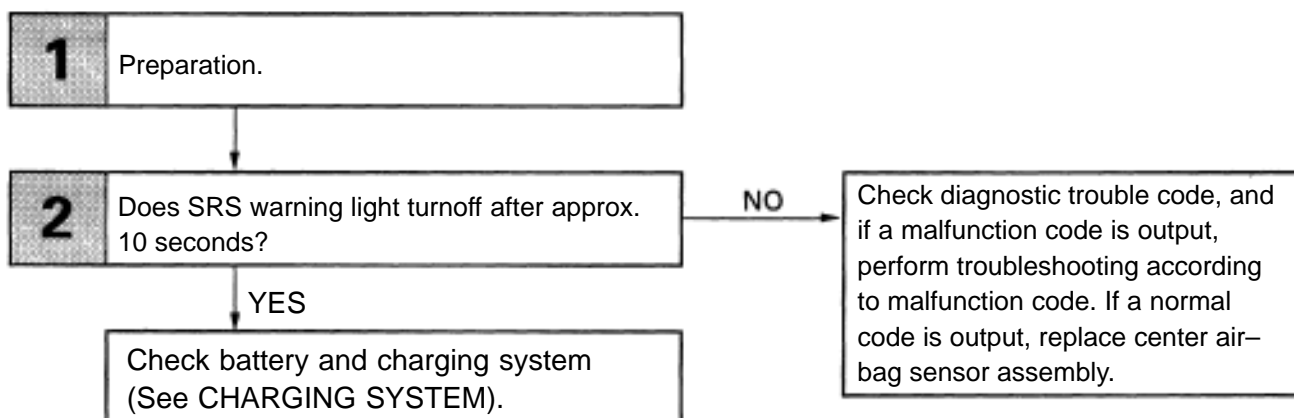 1
Preparation.
2
Does SRS warning light turnoff after approx.
10 seconds?
NO
Check diagnostic trouble code, and
if a malfunction code is output,
perform troubleshooting according
to malfunction code. If a normal
code is output, replace center air–
bag sensor assembly.
YES
Check battery and charging system
(See CHARGING SYSTEM).